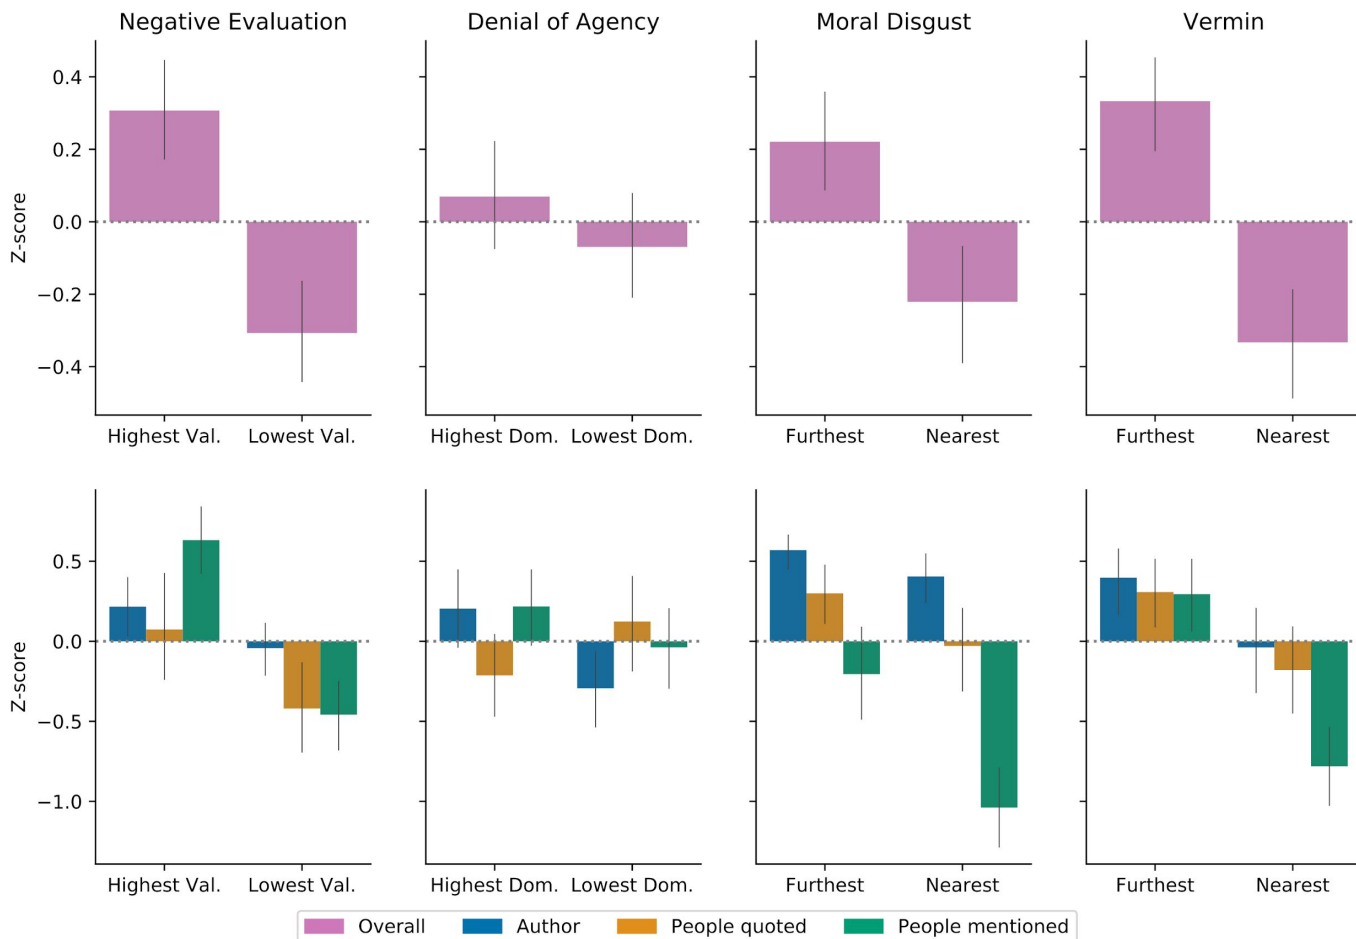 Negative Evaluation Denial of Agency Moral Disgust Vermin
Z-score
0.4
0.2
0.0
−0.2
−0.4
Highest Val. Lowest Val. Highest Dom. Lowest Dom. Furthest Nearest Furthest Nearest
Z-score
0.5
0.0
−0.5
−1.0
Highest Val. Lowest Val. Highest Dom. Lowest Dom. Furthest Nearest Furthest Nearest
Overall Author People quoted People mentioned